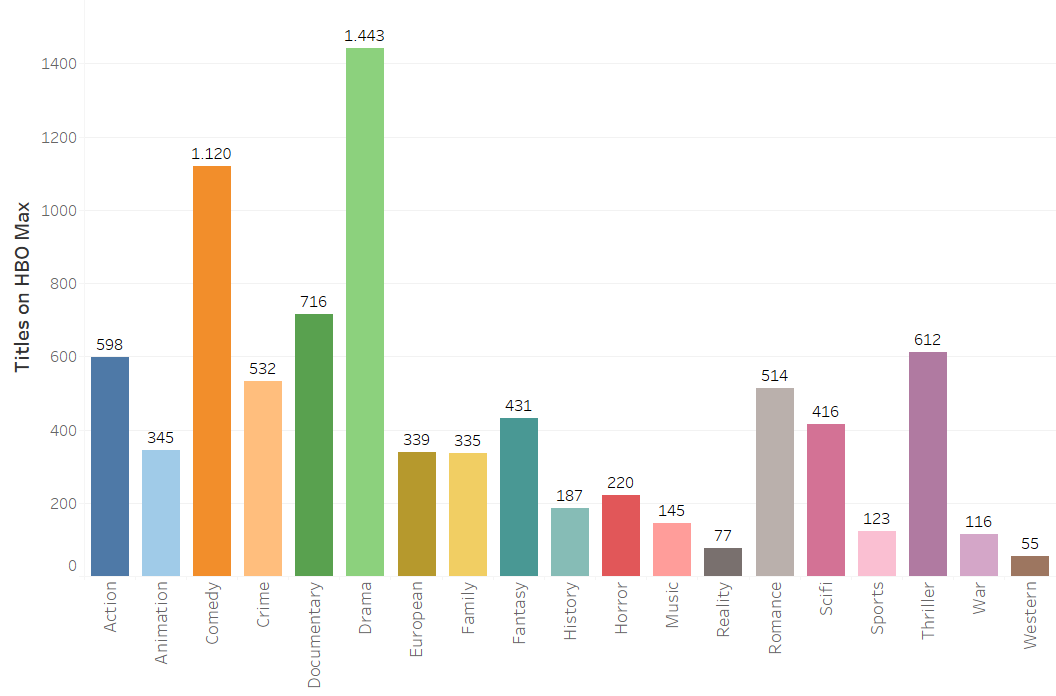 1.443
1400
1200
1.120
1000
800
716
600
598
612
532
514
431
416
400
345
339
335
220
200
187
145
123
116
77
55
0
Titles on HBO Max
Action
Animation
Comedy
Crime
Documentary
Drama
European
Family
Fantasy
History
Horror
Music
Reality
Romance
Scifi
Sports
Thriller
War
Western